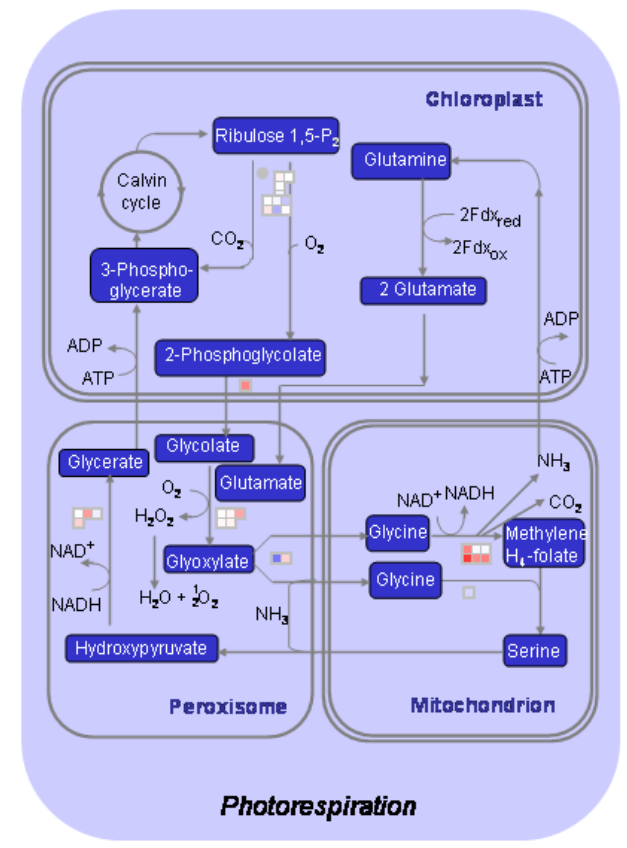 Chloroplast
Ribulose 1,5-P2
Glutamine
Calvin
cycle
2Fdxred
2Fdxox
CO2
O2
3-Phospho-
glycerate
2 Glutamate
ADP
ATP
2-Phosphoglycolate
ADP
ATP
Glycerate
Glycolate
Glutamate
O2
H2O2
NAD+
NADH
Glyoxylate
H2O + ½O2
NH3
Hydroxypyruvate
Peroxisome
NH3
NAD+ NADH
CO2
Glycine
Methylene
H4-folate
Glycine
Serine
Mitochondrion
Photorespiration